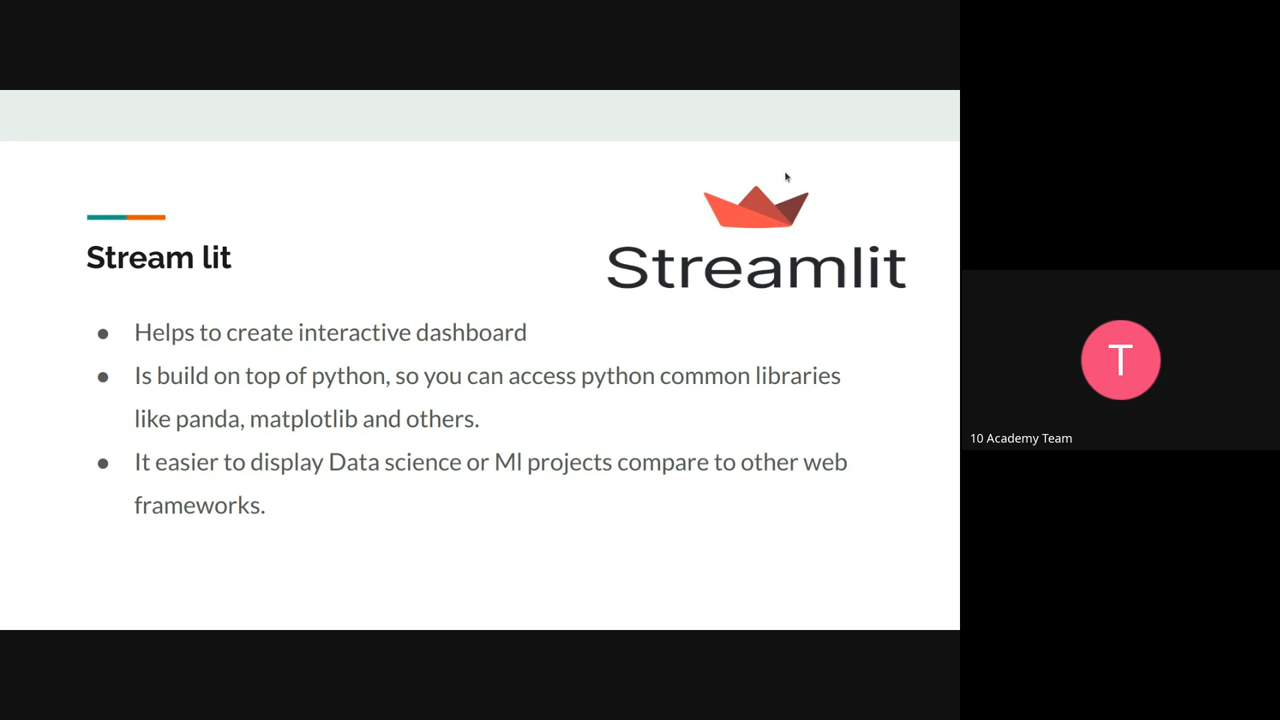 Streamlit
Stream lit
● Helps to create interactive dashboard
● Is build on top of python, so you can access python common libraries
like panda, matplotlib and others.
● It easier to display Data science or Ml projects compare to other web
frameworks.
T
10 Academy Team